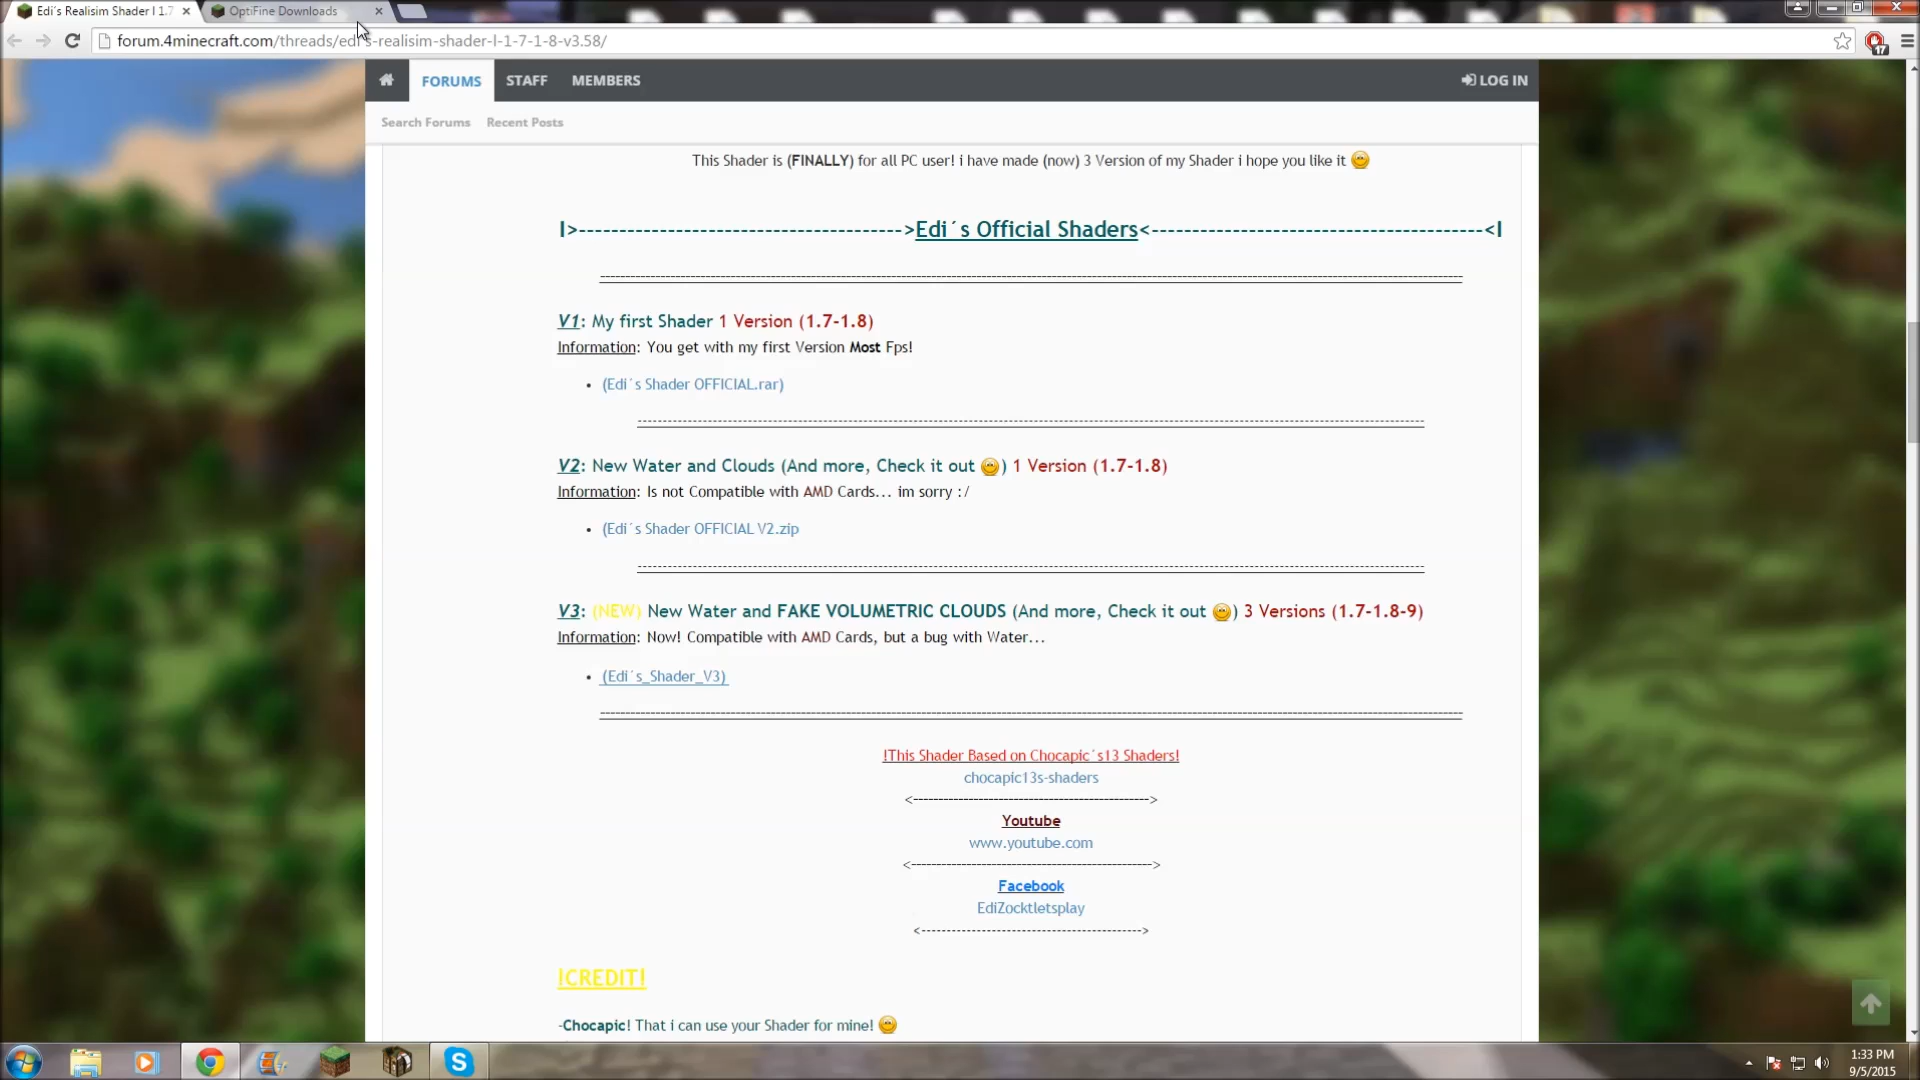 Edi´s Realisim Shader l 1.7
OptiFine Downloads
forum.4minecraft.com/threads/edi-s-realisim-shader-l-1-7-1-8-v3.58/
17
FORUMS STAFF MEMBERS LOG IN
Search Forums Recent Posts
This Shader is (FINALLY) for all PC user! i have made (now) 3 Version of my Shader i hope you like it
I>------------------------------------->Edi´s Official Shaders<--------------------------------------<I
V1: My first Shader 1 Version (1.7-1.8)
Information: You get with my first Version Most Fps!
• (Edi´s Shader OFFICIAL.rar)
V2: New Water and Clouds (And more, Check it out ) 1 Version (1.7-1.8)
Information: Is not Compatible with AMD Cards... im sorry :/
• (Edi´s Shader OFFICIAL V2.zip
V3: (NEW) New Water and FAKE VOLUMETRIC CLOUDS (And more, Check it out ) 3 Versions (1.7-1.8-9)
Information: Now! Compatible with AMD Cards, but a bug with Water...
• (Edi´s_Shader_V3)
!This Shader Based on Chocapic´s13 Shaders!
chocapic13s-shaders
<----------------------------------------------->
Youtube
www.youtube.com
<------------------------------------------------>
Facebook
EdiZocktletsplay
<------------------------------------------->
!CREDIT!
-Chocapic! That i can use your Shader for mine!
1:33 PM
9/5/2015